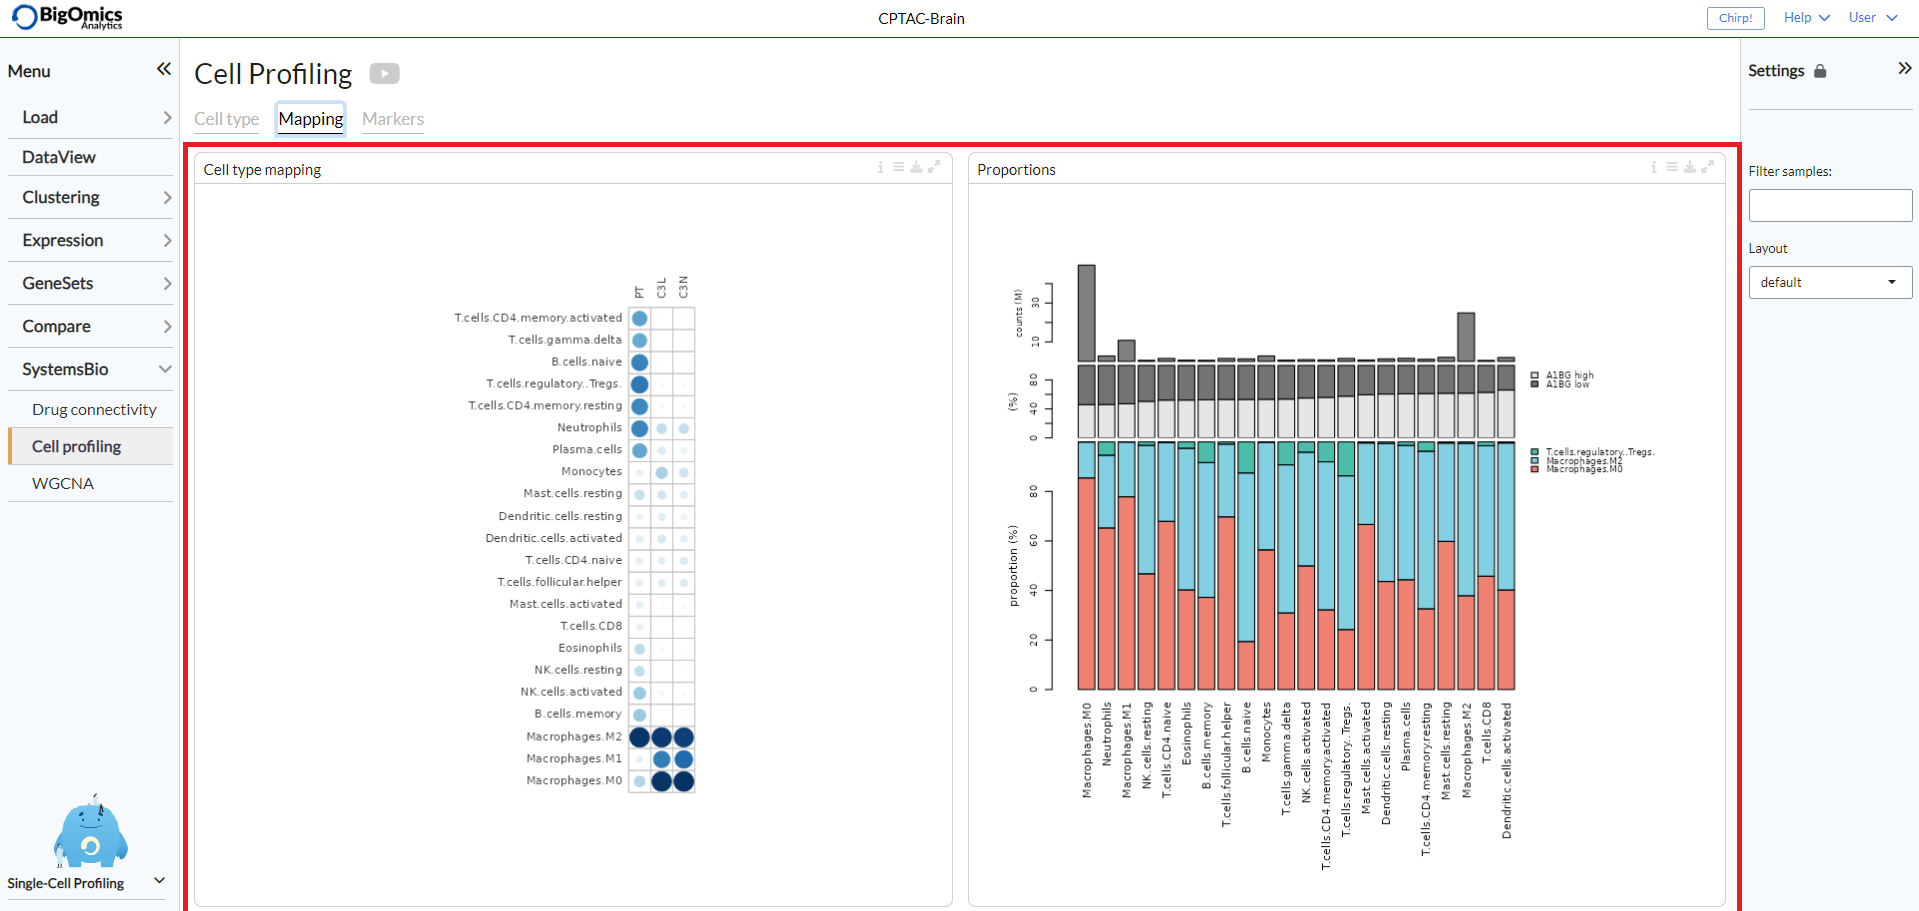 BigOmics
Analytics
CPTAC-Brain
Chirp!
Help
User
Menu
Load
DataView
Clustering
Expression
GeneSets
Compare
SystemsBio
Drug connectivity
Cell profiling
WGCNA
Single-Cell Profiling
Cell Profiling
Cell type
Mapping
Markers
Cell type mapping
PT
C3L
C3N
T.cells.CD4.memory.activated
T.cells.gamma.delta
B.cells.naive
T.cells.regulatory..Tregs.
T.cells.CD4.memory.resting
Neutrophils
Plasma.cells
Monocytes
Mast.cells.resting
Dendritic.cells.resting
Dendritic.cells.activated
T.cells.CD4.naive
T.cells.follicular.helper
Mast.cells.activated
T.cells.CD8
Eosinophils
NK.cells.resting
NK.cells.activated
B.cells.memory
Macrophages.M2
Macrophages.M1
Macrophages.M0
Proportions
counts (M)
30
10
(%)
80
40
0
A1BG high
A1BG low
proportion (%)
80
60
40
20
0
T.cells.regulatory..Tregs.
Macrophages.M2
Macrophages.M0
Macrophages.M0
Neutrophils
Macrophages.M1
NK.cells.resting
T.cells.CD4.naive
Eosinophils
B.cells.memory
T.cells.follicular.helper
B.cells.naive
Monocytes
T.cells.gamma.delta
NK.cells.activated
T.cells.CD4.memory.activated
T.cells.regulatory..Tregs.
Mast.cells.activated
Dendritic.cells.resting
Plasma.cells
T.cells.CD4.memory.resting
Mast.cells.resting
Macrophages.M2
T.cells.CD8
Dendritic.cells.activated
Settings
Filter samples:
Layout
default